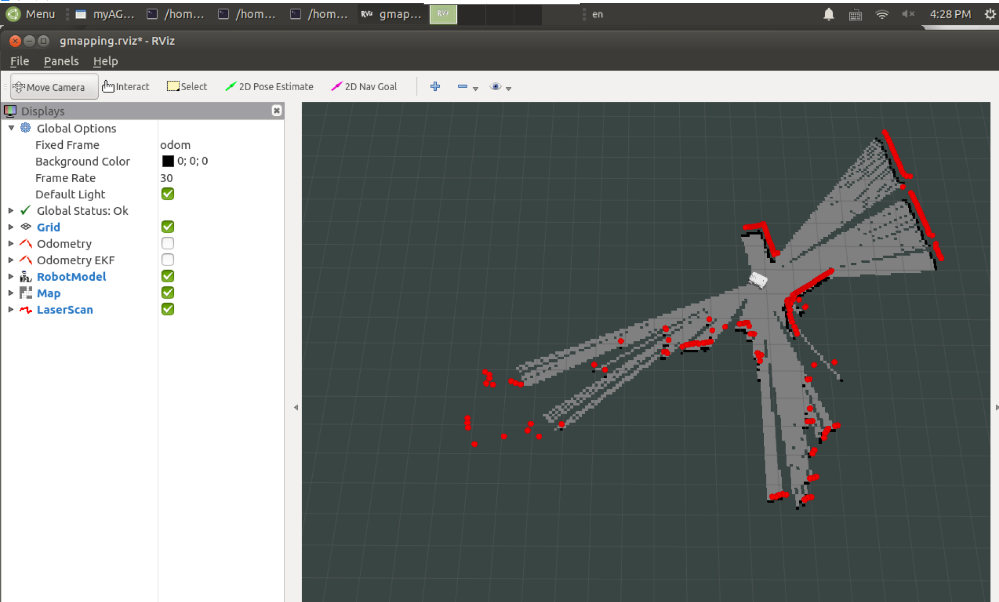 Menu myAG... /hom... /hom... /hom... RViz gmap... RViz en 4:28 PM
gmapping.rviz* - RViz
File Panels Help
Move Camera Interact Select 2D Pose Estimate 2D Nav Goal
Displays
Global Options
Fixed Frame odom
Background Color 0; 0; 0
Frame Rate 30
Default Light
Global Status: Ok
Grid
Odometry
Odometry EKF
RobotModel
Map
LaserScan